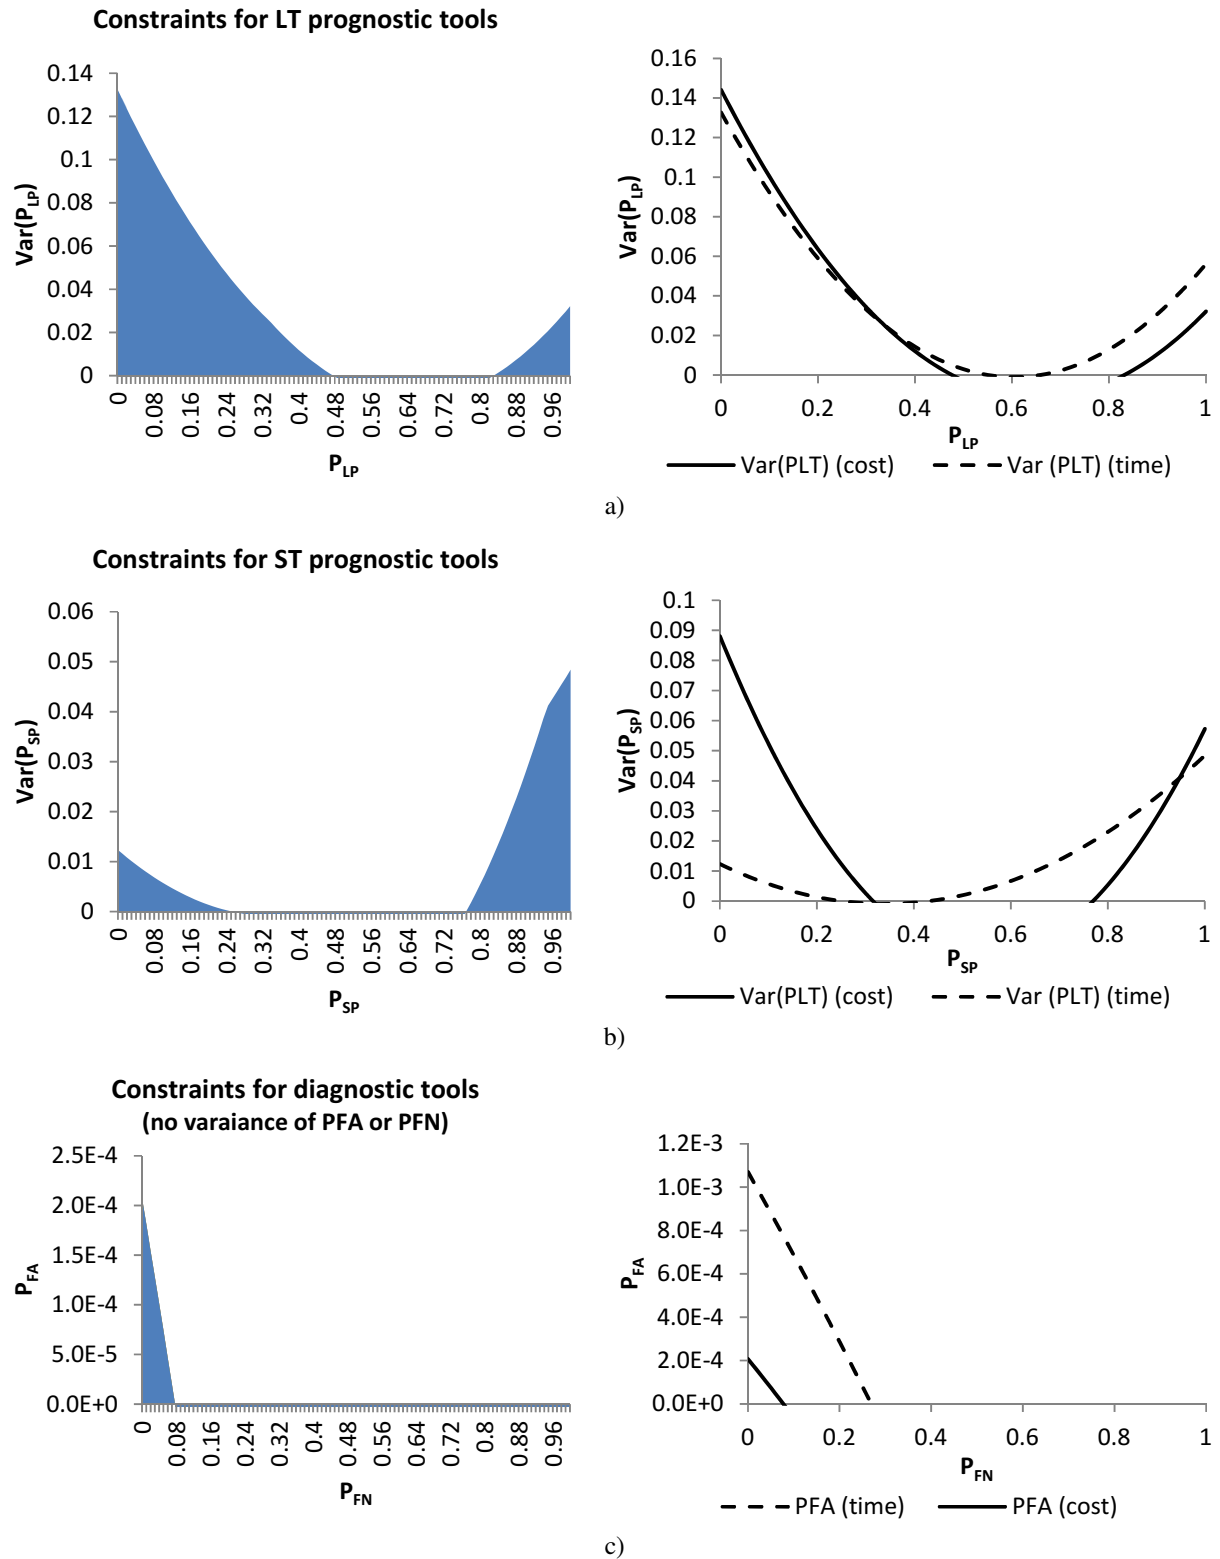 Constraints for LT prognostic tools
0.14
0.12
0.1
0.08
0.06
0.04
0.02
0
Var(PLP)
0
0.08
0.16
0.24
0.32
0.4
0.48
0.56
0.64
0.72
0.8
0.88
0.96
PLP
0.16
0.14
0.12
0.1
0.08
0.06
0.04
0.02
0
Var(PLP)
0 0.2 0.4 0.6 0.8 1
PLP
Var(PLT) (cost) Var (PLT) (time)
a)
Constraints for ST prognostic tools
0.06
0.05
0.04
0.03
0.02
0.01
0
Var(PSP)
0
0.08
0.16
0.24
0.32
0.4
0.48
0.56
0.64
0.72
0.8
0.88
0.96
PSP
0.1
0.09
0.08
0.07
0.06
0.05
0.04
0.03
0.02
0.01
0
Var(PSP)
0 0.2 0.4 0.6 0.8 1
PSP
Var(PLT) (cost) Var (PLT) (time)
b)
Constraints for diagnostic tools
(no varaiance of PFA or PFN)
2.5E-4
2.0E-4
1.5E-4
1.0E-4
5.0E-5
0.0E+0
PFA
0
0.08
0.16
0.24
0.32
0.4
0.48
0.56
0.64
0.72
0.8
0.88
0.96
PFN
1.2E-3
1.0E-3
8.0E-4
6.0E-4
4.0E-4
2.0E-4
0.0E+0
PFA
0 0.2 0.4 0.6 0.8 1
PFN
PFA (time) PFA (cost)
c)